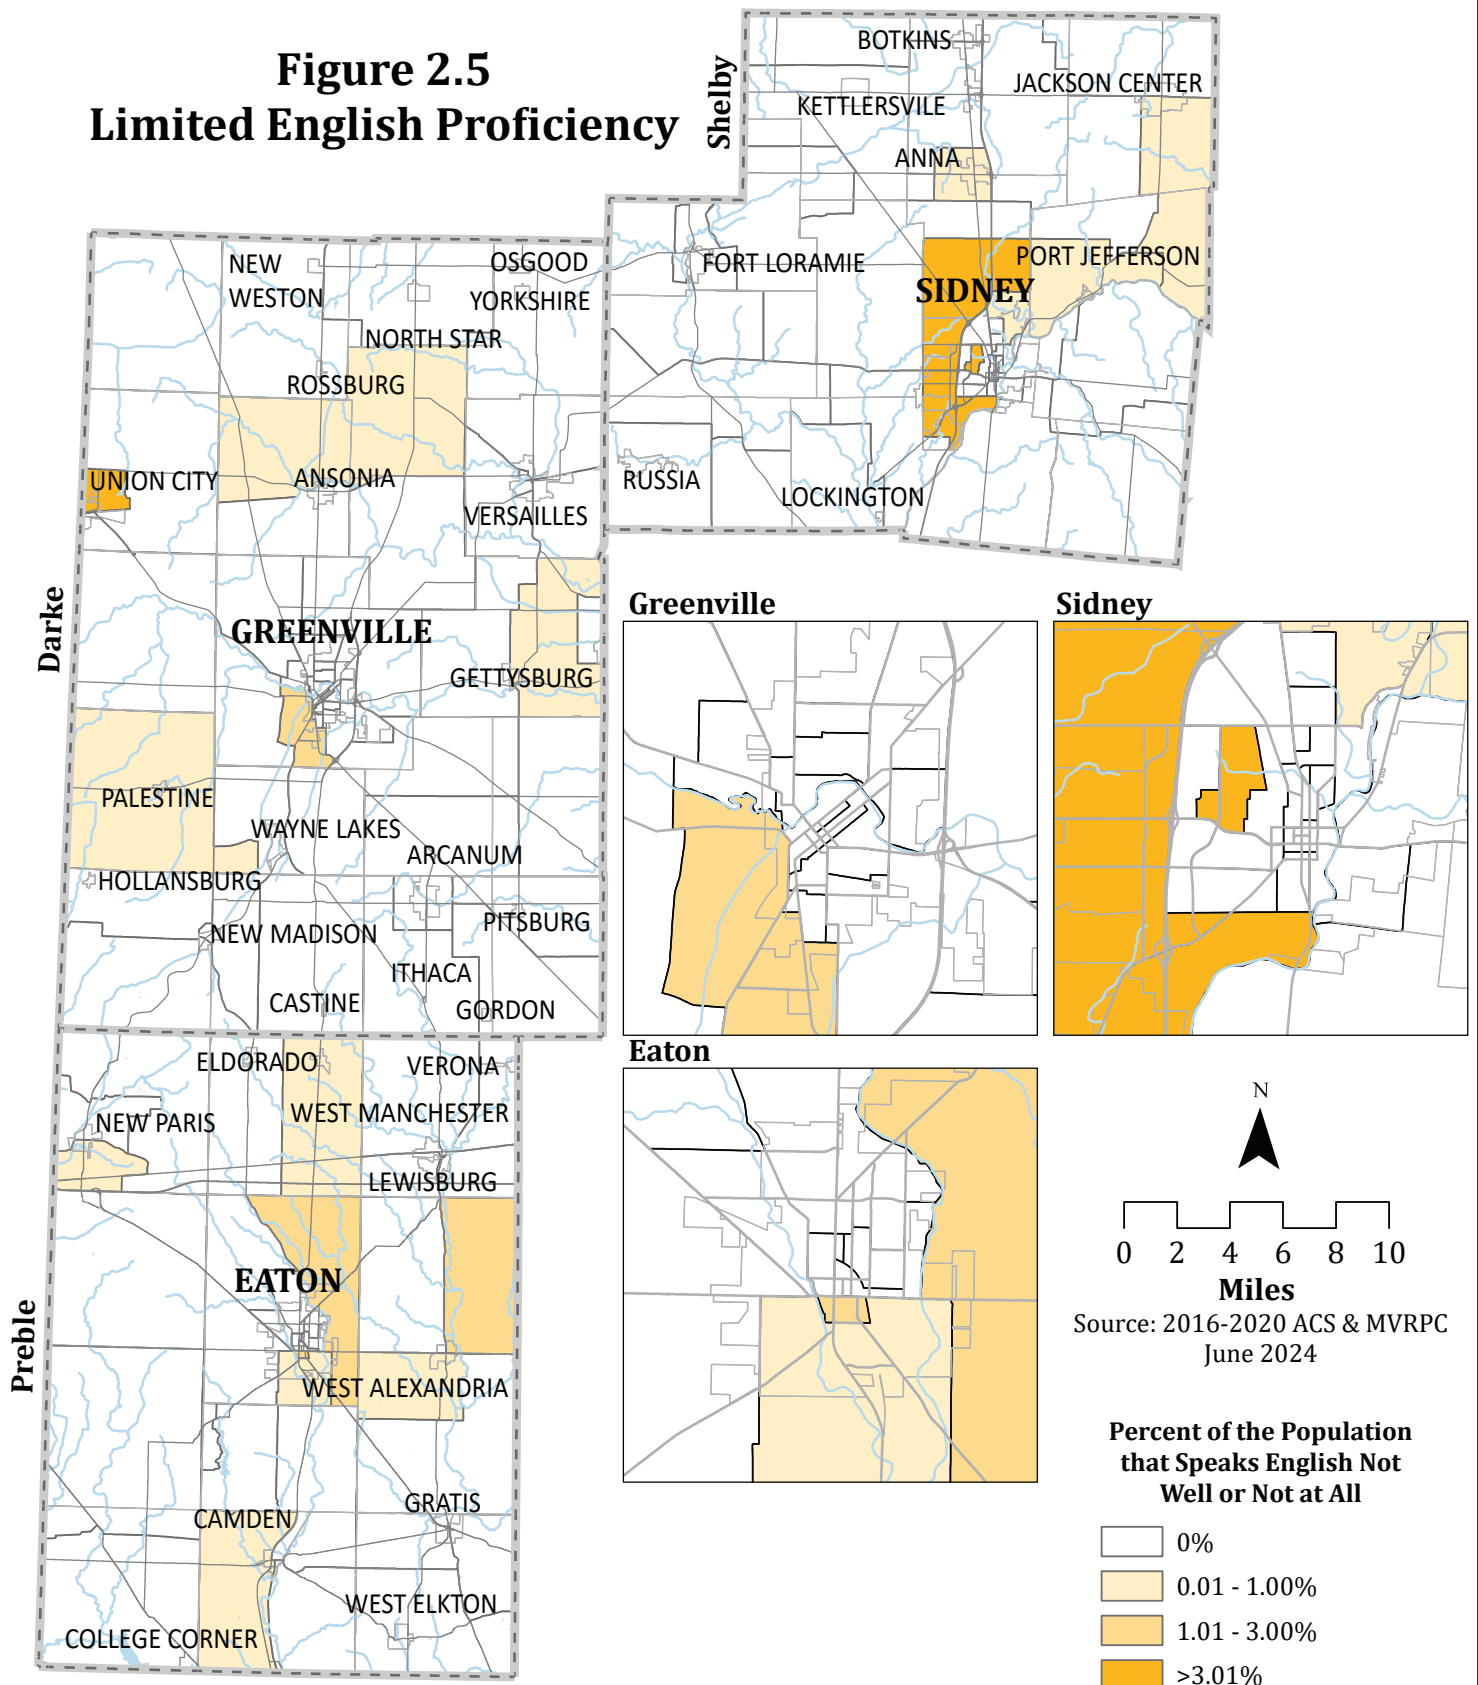 Figure 2.5
Limited English Proficiency
Shelby
BOTKINS
JACKSON CENTER
KETTLERSVILE
ANNA
FORT LORAMIE
PORT JEFFERSON
SIDNEY
RUSSIA
LOCKINGTON
Darke
NEW
WESTON
OSGOOD
YORKSHIRE
NORTH STAR
ROSSBURG
UNION CITY
ANSONIA
VERSAILLES
GREENVILLE
GETTYSBURG
PALESTINE
WAYNE LAKES
ARCANUM
HOLLANSBURG
PITSBURG
NEW MADISON
ITHACA
CASTINE
GORDON
Preble
ELDORADO
VERONA
WEST MANCHESTER
NEW PARIS
LEWISBURG
EATON
WEST ALEXANDRIA
GRATIS
CAMDEN
WEST ELKTON
COLLEGE CORNER
Greenville
Sidney
Eaton
N
0 2 4 6 8 10
Miles
Source: 2016-2020 ACS & MVRPC
June 2024
Percent of the Population
that Speaks English Not
Well or Not at All
0%
0.01 - 1.00%
1.01 - 3.00%
>3.01%